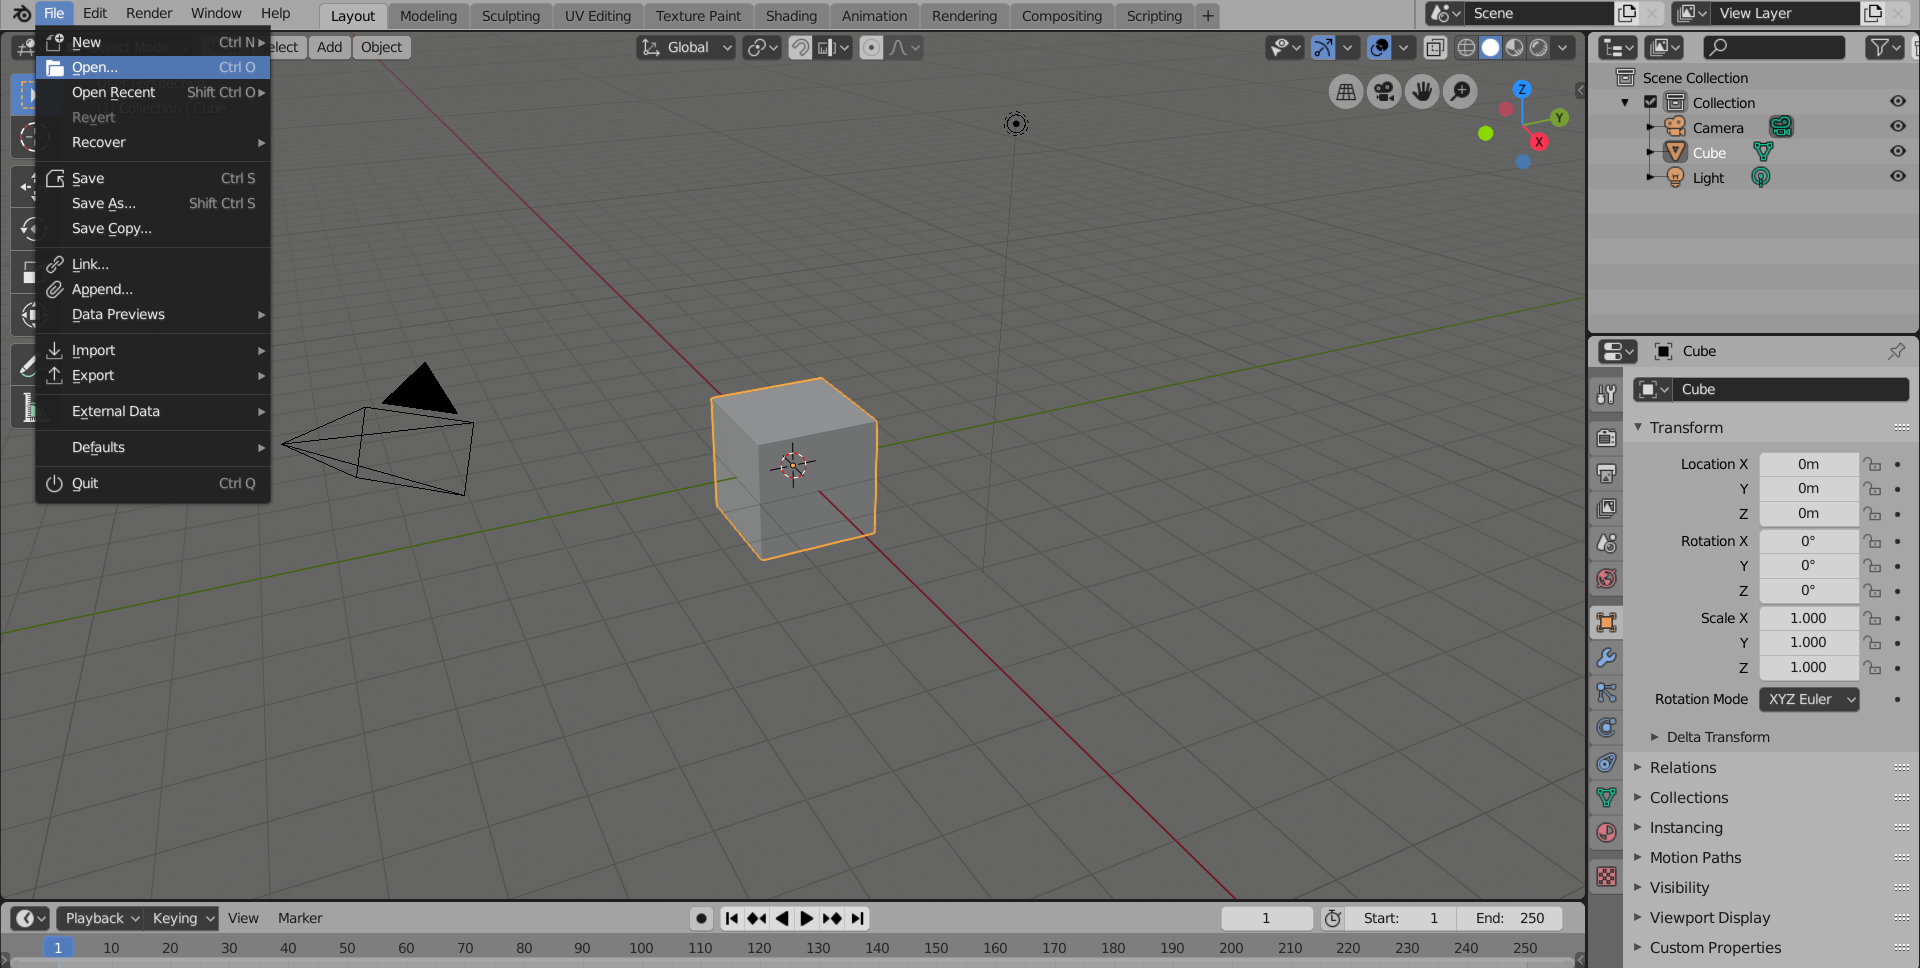 File Edit Render Window Help Layout Modeling Sculpting UV Editing Texture Paint Shading Animation Rendering Compositing Scripting + Scene View Layer
Object Mode lect Add Object Global
New Ctrl N
Open... Ctrl O
Open Recent Shift Ctrl O
Revert
Recover
Save Ctrl S
Save As... Shift Ctrl S
Save Copy...
Link...
Append...
Data Previews
Import
Export
External Data
Defaults
Quit Ctrl Q
Collection | Cube
Z
Y
X
Scene Collection
Collection
Camera
Cube
Light
Cube
Cube
Transform
Location X 0m
Y 0m
Z 0m
Rotation X 0°
Y 0°
Z 0°
Scale X 1.000
Y 1.000
Z 1.000
Rotation Mode XYZ Euler
Delta Transform
Relations
Collections
Instancing
Motion Paths
Visibility
Viewport Display
Custom Properties
Playback Keying View Marker 1 Start: 1 End: 250
1 10 20 30 40 50 60 70 80 90 100 110 120 130 140 150 160 170 180 190 200 210 220 230 240 250